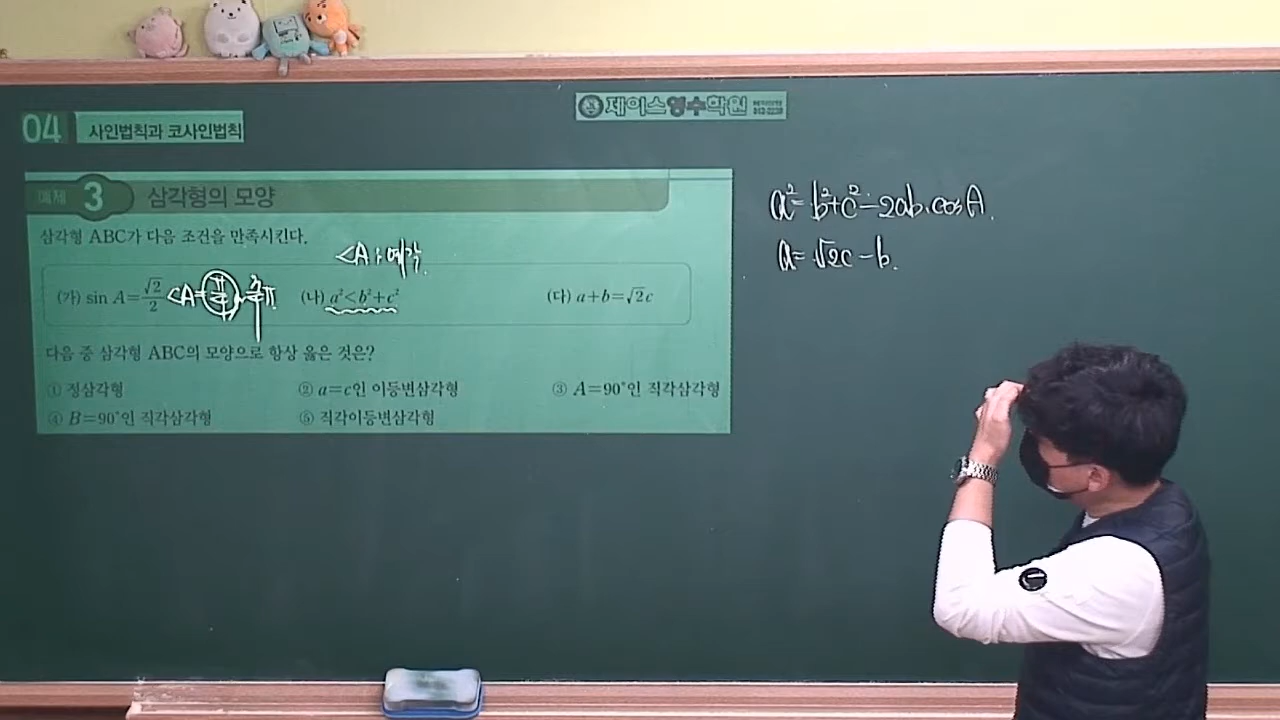 제이스영수학원
04 사인법칙과 코사인법칙
예제 3 삼각형의 모양
삼각형 ABC가 다음 조건을 만족시킨다.
<A : 예각.
(가) sin A=√2/2 <A=π/4, 3/4π (나) a²<b²+c² (다) a+b=√2c
다음 중 삼각형 ABC의 모양으로 항상 옳은 것은?
① 정삼각형 ② a=c인 이등변삼각형 ③ A=90°인 직각삼각형
④ B=90°인 직각삼각형 ⑤ 직각이등변삼각형
a²=b²+c²-2ab·cosA.
a=√2c-b.